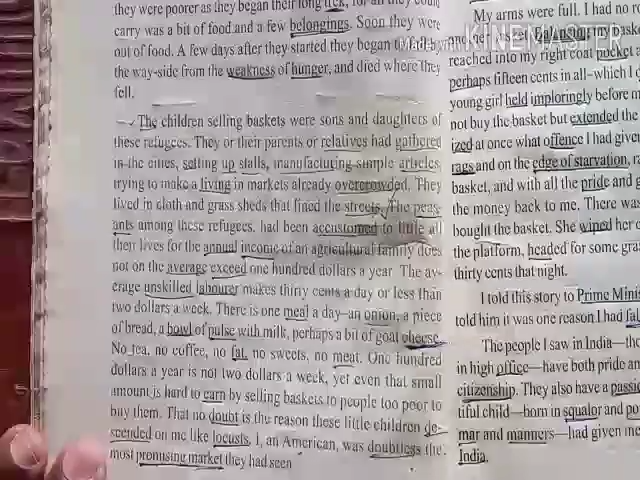 they were poorer as they began their long trek, for all they could
carry was a bit of food and a few belongings. Soon they were
out of food. A few days after they started they began to fall by
the way-side from the weakness of hunger, and died where they
fell.
The children selling baskets were sons and daughters of
these refugees. They or their parents or relatives had gathered
in the cities, setting up stalls, manufacturing simple articles,
trying to make a living in markets already overcrowded. They
lived in cloth and grass sheds that lined the streets. The peas-
ants among these refugees, had been accustomed to little all
their lives for the annual income of an agricultural family does
not on the average exceed one hundred dollars a year. The av-
erage unskilled labourer makes thirty cents a day or less than
two dollars a week. There is one meal a day–an onion, a piece
of bread, a bowl of pulse with milk, perhaps a bit of goat cheese.
No tea, no coffee, no fat, no sweets, no meat. One hundred
dollars a year is not two dollars a week, yet even that small
amount is hard to earn by selling baskets to people too poor to
buy them. That no doubt is the reason these little children de-
scended on me like locusts. I, an American, was doubtless the
most promising market they had seen
My arms were full. I had no
basket
reached into my right coat pocket
perhaps fifteen cents in all–which I
young girl held imploringly before m
not buy the basket but extended the
ized at once what offence I had give
rags and on the edge of starvation,
basket, and with all the pride and g
the money back to me. There was
bought the basket. She wiped her
the platform, headed for some gra
thirty cents that night.
I told this story to Prime Mini
told him it was one reason I had fal
The people I saw in India–the
in high office–have both pride an
citizenship. They also have a passi
tiful child–born in squalor and po
mar and manners–had given me
India.
KINEMASTER